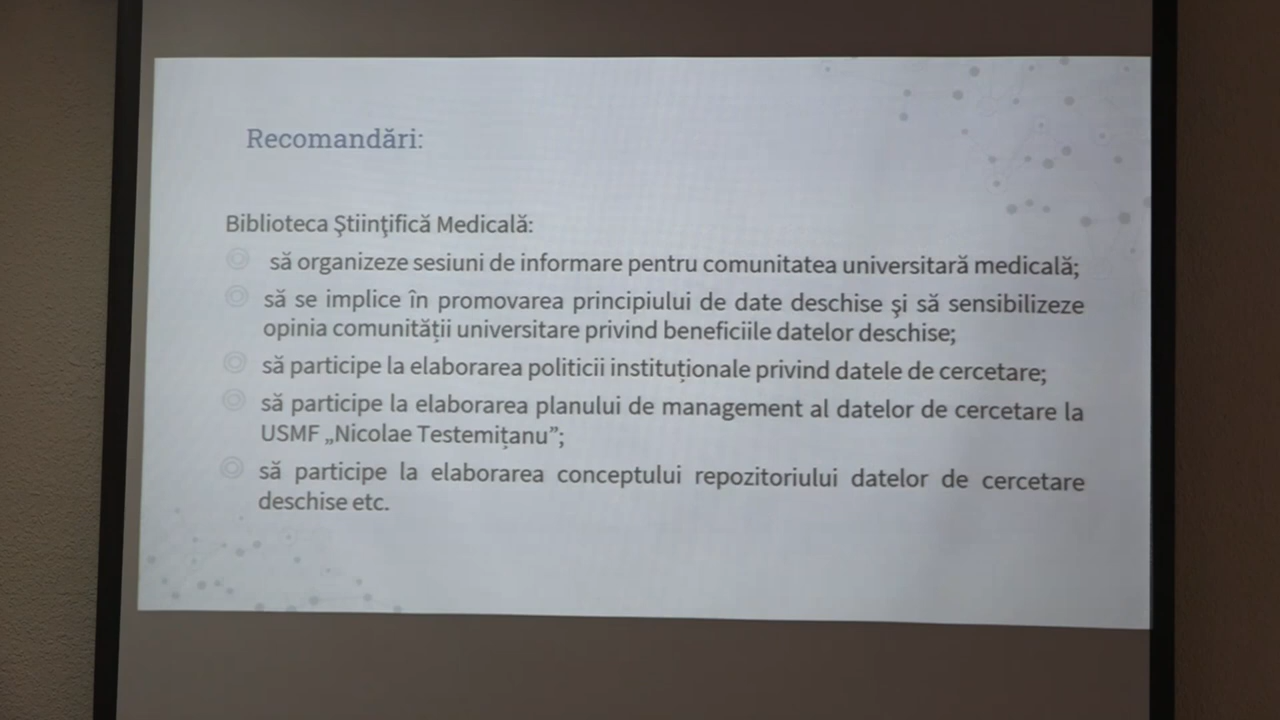 Recomandări:
Biblioteca Ştiinţifică Medicală:
să organizeze sesiuni de informare pentru comunitatea universitară medicală;
să se implice în promovarea principiului de date deschise şi să sensibilizeze
opinia comunității universitare privind beneficiile datelor deschise;
să participe la elaborarea politicii instituționale privind datele de cercetare;
să participe la elaborarea planului de management al datelor de cercetare la
USMF „Nicolae Testemițanu”;
să participe la elaborarea conceptului repozitoriului datelor de cercetare
deschise etc.